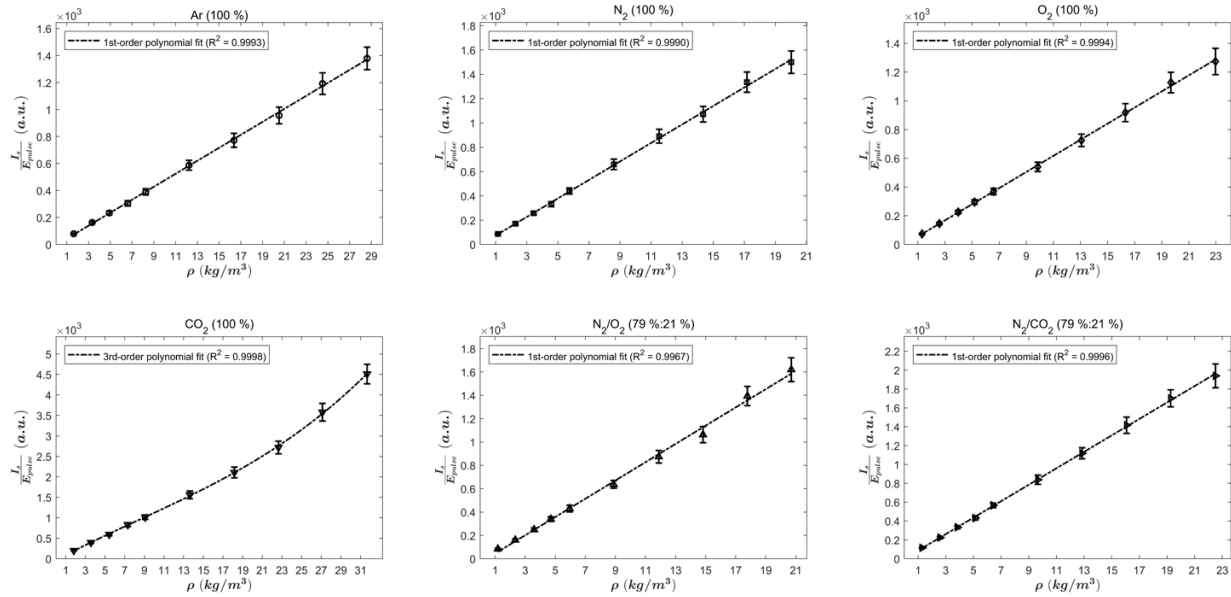 Ar (100 %)
×10³
1st-order polynomial fit (R² = 0.9993)
1.6
1.4
1.2
1
0.8
0.6
0.4
0.2
0
I_s/E_pulse (a.u.)
1 3 5 7 9 11 13 15 17 19 21 23 25 27 29
ρ (kg/m³)
N₂ (100 %)
×10³
1st-order polynomial fit (R² = 0.9990)
1.8
1.6
1.4
1.2
1
0.8
0.6
0.4
0.2
0
I_s/E_pulse (a.u.)
1 3 5 7 9 11 13 15 17 19 21
ρ (kg/m³)
O₂ (100 %)
×10³
1st-order polynomial fit (R² = 0.9994)
1.6
1.4
1.2
1
0.8
0.6
0.4
0.2
0
I_s/E_pulse (a.u.)
1 3 5 7 9 11 13 15 17 19 21 23
ρ (kg/m³)
CO₂ (100 %)
×10³
3rd-order polynomial fit (R² = 0.9998)
5
4.5
4
3.5
3
2.5
2
1.5
1
0.5
0
I_s/E_pulse (a.u.)
1 3 5 7 9 11 13 15 17 19 21 23 25 27 29 31
ρ (kg/m³)
N₂/O₂ (79 %:21 %)
×10³
1st-order polynomial fit (R² = 0.9967)
1.8
1.6
1.4
1.2
1
0.8
0.6
0.4
0.2
0
I_s/E_pulse (a.u.)
1 3 5 7 9 11 13 15 17 19 21
ρ (kg/m³)
N₂/CO₂ (79 %:21 %)
×10³
1st-order polynomial fit (R² = 0.9996)
2.2
2
1.8
1.6
1.4
1.2
1
0.8
0.6
0.4
0.2
0
I_s/E_pulse (a.u.)
1 3 5 7 9 11 13 15 17 19 21 23
ρ (kg/m³)